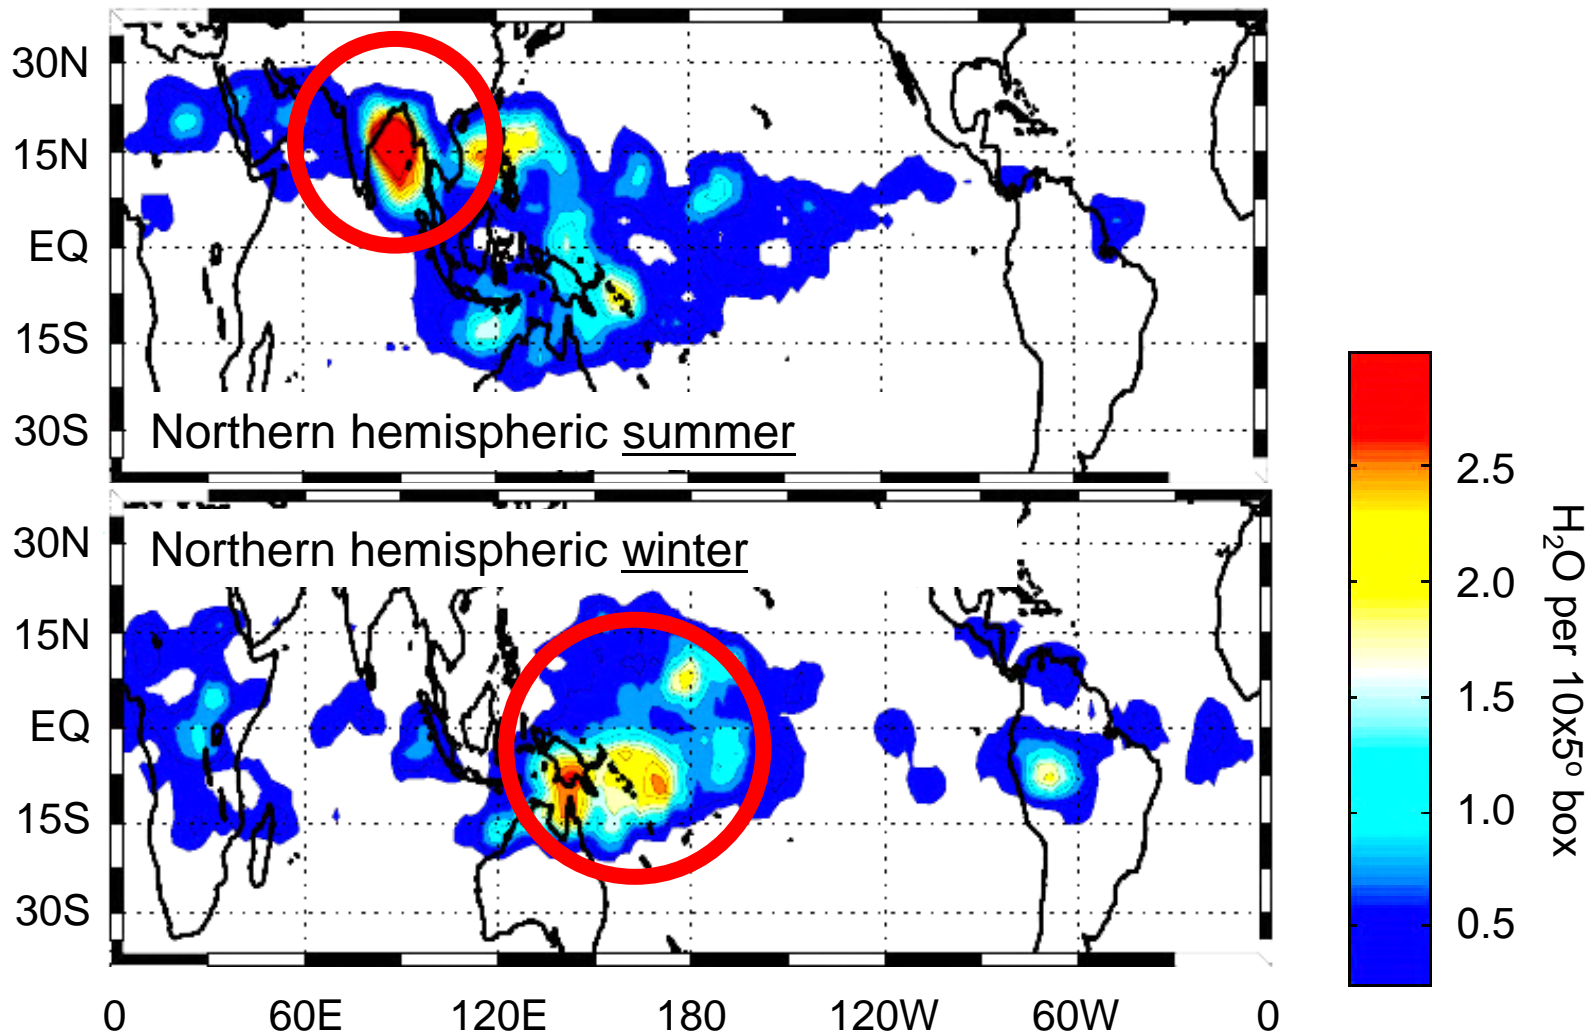 30N
15N
EQ
15S
30S
Northern hemispheric summer
30N
15N
EQ
15S
30S
Northern hemispheric winter
0 60E 120E 180 120W 60W 0
2.5
2.0
1.5
1.0
0.5
H₂O per 10x5º box